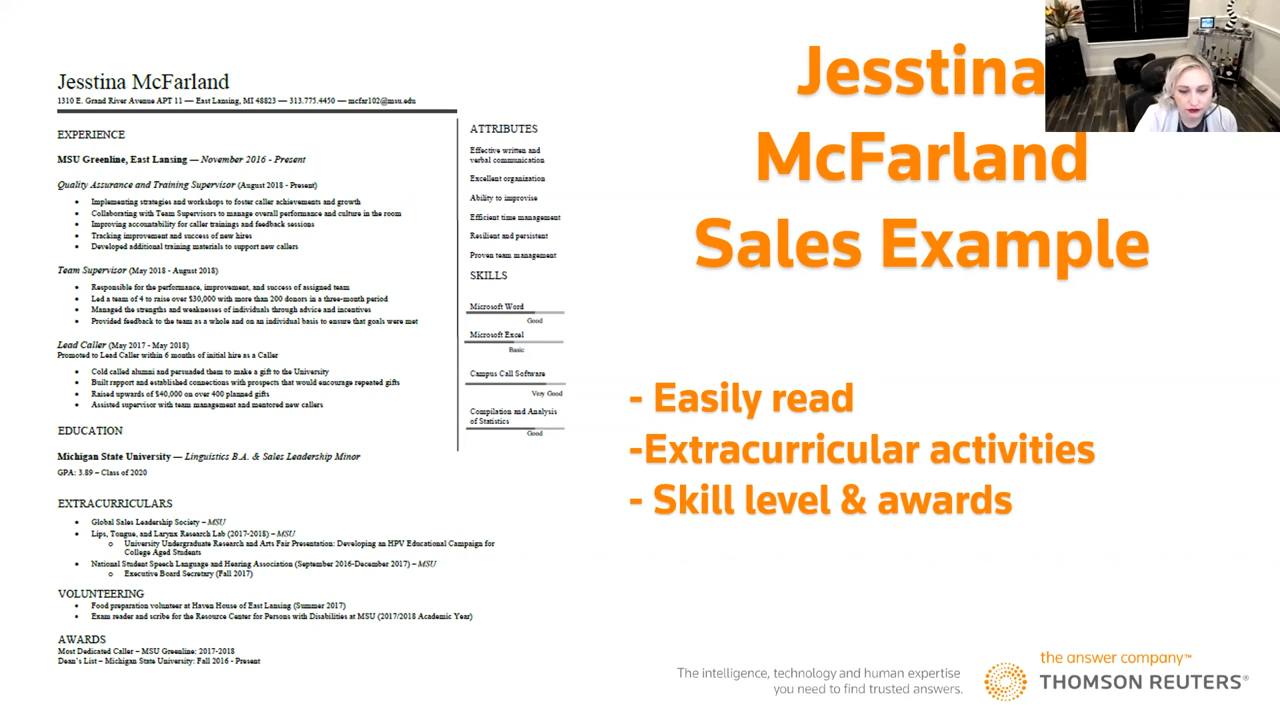 Jesstina McFarland
1310 E. Grand River Avenue APT 11 — East Lansing, MI 48823 — 313.775.4450 — mcfar102@msu.edu
EXPERIENCE
MSU Greenline, East Lansing — November 2016 - Present
Quality Assurance and Training Supervisor (August 2018 - Present)
• Implementing strategies and workshops to foster caller achievements and growth
• Collaborating with Team Supervisors to manage overall performance and culture in the room
• Improving accountability for caller trainings and feedback sessions
• Tracking improvement and success of new hires
• Developed additional training materials to support new callers
Team Supervisor (May 2018 - August 2018)
• Responsible for the performance, improvement, and success of assigned team
• Led a team of 4 to raise over $30,000 with more than 200 donors in a three-month period
• Managed the strengths and weaknesses of individuals through advice and incentives
• Provided feedback to the team as a whole and on an individual basis to ensure that goals were met
Lead Caller (May 2017 - May 2018)
Promoted to Lead Caller within 6 months of initial hire as a Caller
• Cold called alumni and persuaded them to make a gift to the University
• Built rapport and established connections with prospects that would encourage repeated gifts
• Raised upwards of $40,000 on over 400 planned gifts
• Assisted supervisor with team management and mentored new callers
EDUCATION
Michigan State University — Linguistics B.A. & Sales Leadership Minor
GPA: 3.89 – Class of 2020
EXTRACURRICULARS
• Global Sales Leadership Society – MSU
• Lips, Tongue, and Larynx Research Lab (2017-2018) – MSU
o University Undergraduate Research and Arts Fair Presentation: Developing an HPV Educational Campaign for
College Aged Students
• National Student Speech Language and Hearing Association (September 2016-December 2017) – MSU
o Executive Board Secretary (Fall 2017)
VOLUNTEERING
• Food preparation volunteer at Haven House of East Lansing (Summer 2017)
• Exam reader and scribe for the Resource Center for Persons with Disabilities at MSU (2017/2018 Academic Year)
AWARDS
Most Dedicated Caller – MSU Greenline: 2017-2018
Dean's List – Michigan State University: Fall 2016 - Present
ATTRIBUTES
Effective written and
verbal communication
Excellent organization
Ability to improvise
Efficient time management
Resilient and persistent
Proven team management
SKILLS
Microsoft Word
Good
Microsoft Excel
Basic
Campus Call Software
Very Good
Compilation and Analysis
of Statistics
Good
Jesstina
McFarland
Sales Example
- Easily read
-Extracurricular activities
- Skill level & awards
The intelligence, technology and human expertise
you need to find trusted answers.
the answer company™
THOMSON REUTERS®